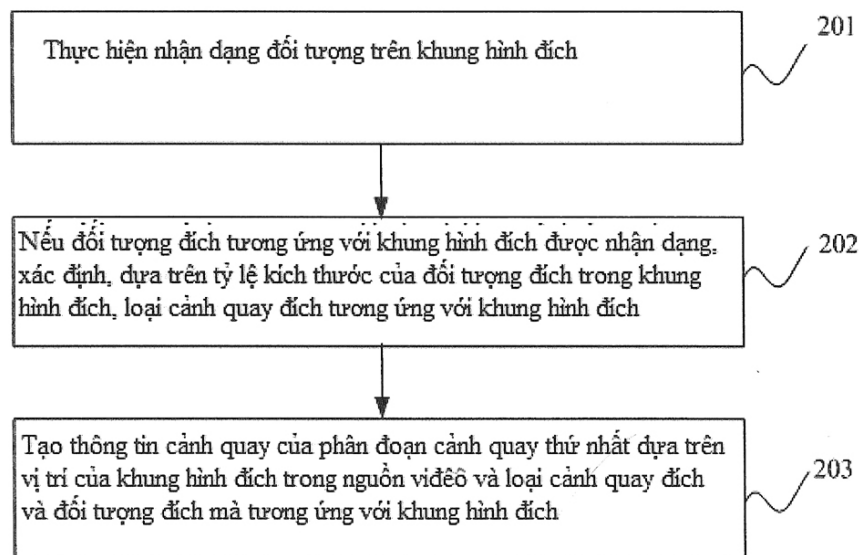 Thực hiện nhận dạng đối tượng trên khung hình đích
201
Nếu đối tượng đích tương ứng với khung hình đích được nhận dạng,
xác định, dựa trên tỷ lệ kích thước của đối tượng đích trong khung
hình đích, loại cảnh quay đích tương ứng với khung hình đích
202
Tạo thông tin cảnh quay của phân đoạn cảnh quay thứ nhất dựa trên
vị trí của khung hình đích trong nguồn viđêô và loại cảnh quay đích
và đối tượng đích mà tương ứng với khung hình đích
203